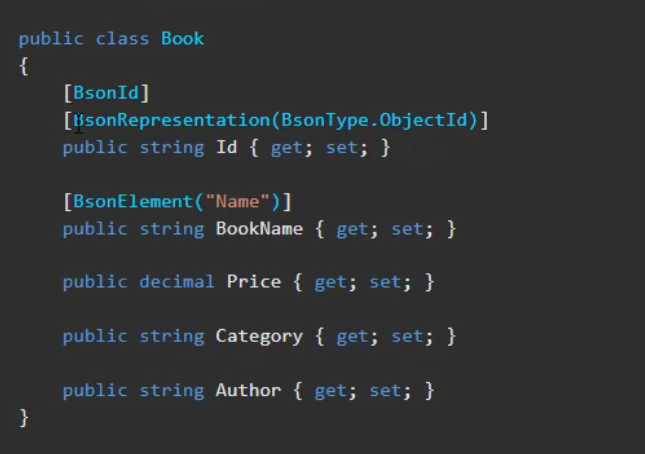 public class Book
{
[BsonId]
[BsonRepresentation(BsonType.ObjectId)]
public string Id { get; set; }
[BsonElement("Name")]
public string BookName { get; set; }
public decimal Price { get; set; }
public string Category { get; set; }
public string Author { get; set; }
}